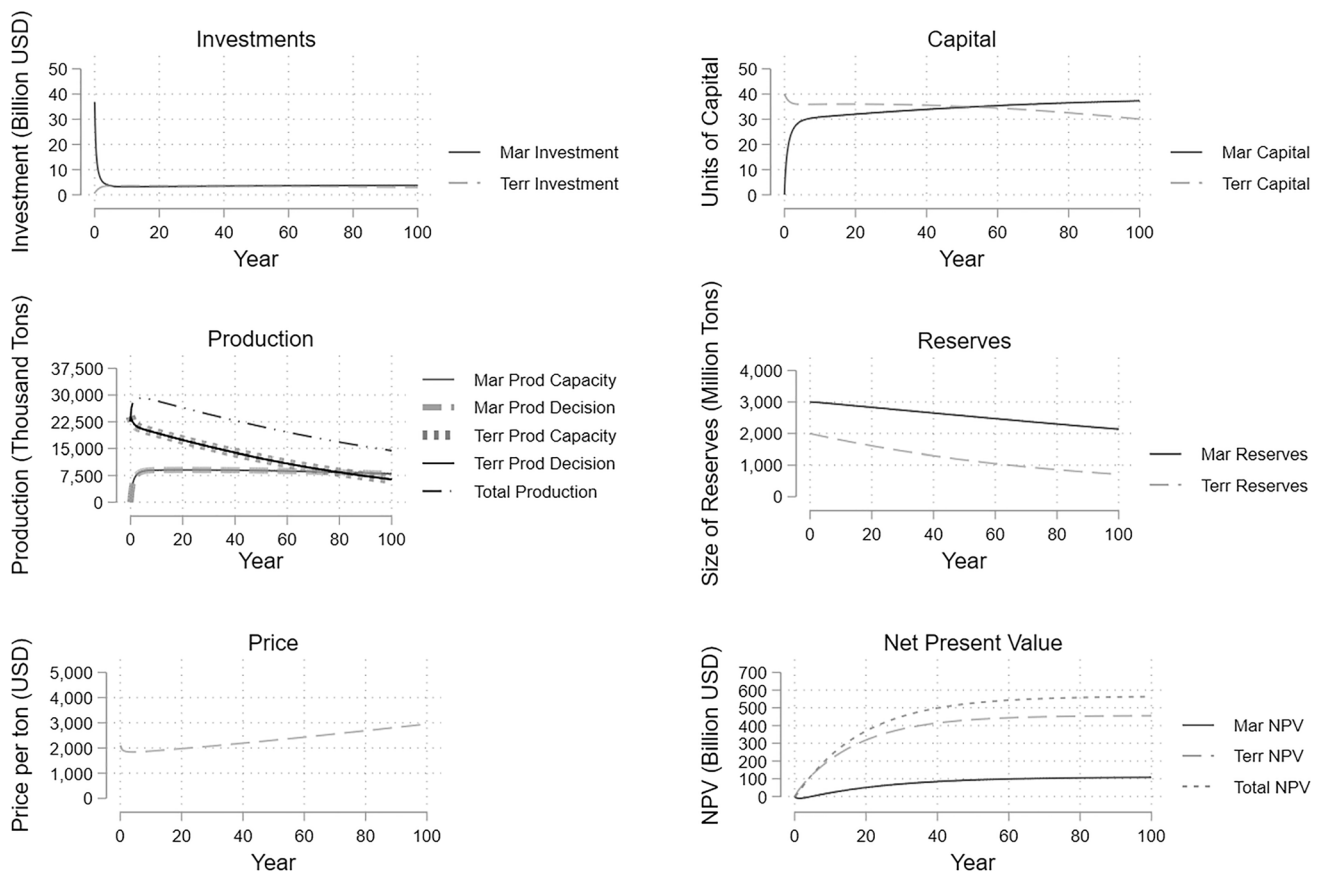 Investments
Investment (Billion USD)
50
40
30
20
10
0
0 20 40 60 80 100
Year
Mar Investment
Terr Investment
Capital
Units of Capital
50
40
30
20
10
0
0 20 40 60 80 100
Year
Mar Capital
Terr Capital
Production
Production (Thousand Tons)
37,500
30,000
22,500
15,000
7,500
0
0 20 40 60 80 100
Year
Mar Prod Capacity
Mar Prod Decision
Terr Prod Capacity
Terr Prod Decision
Total Production
Reserves
Size of Reserves (Million Tons)
4,000
3,000
2,000
1,000
0
0 20 40 60 80 100
Year
Mar Reserves
Terr Reserves
Price
Price per ton (USD)
5,000
4,000
3,000
2,000
1,000
0
0 20 40 60 80 100
Year
Net Present Value
NPV (Billion USD)
700
600
500
400
300
200
100
0
0 20 40 60 80 100
Year
Mar NPV
Terr NPV
Total NPV